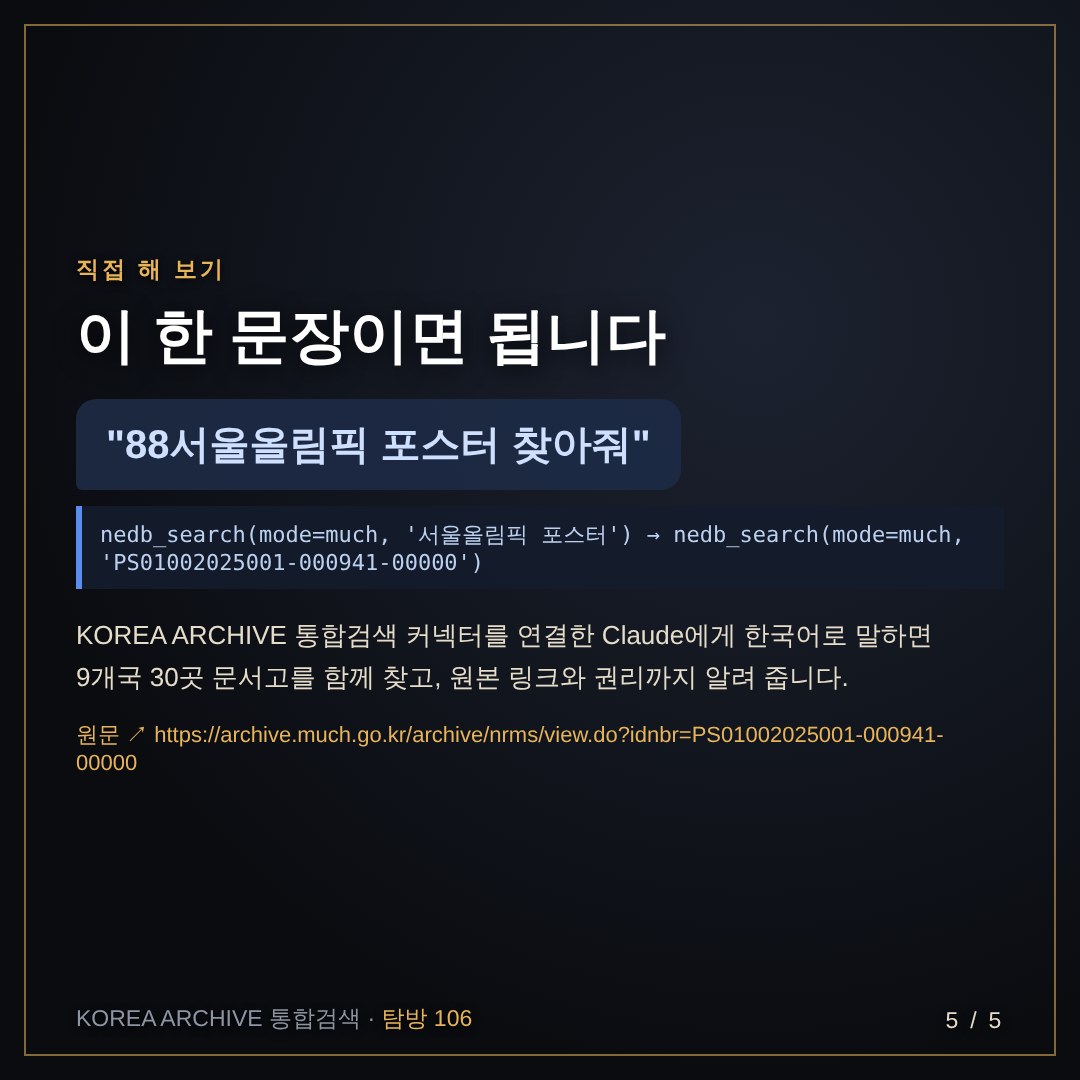 직접 해 보기
이 한 문장이면 됩니다
"88서울올림픽 포스터 찾아줘"
nedb_search(mode=much, '서울올림픽 포스터') → nedb_search(mode=much,
'PS01002025001-000941-00000')
KOREA ARCHIVE 통합검색 커넥터를 연결한 Claude에게 한국어로 말하면
9개국 30곳 문서고를 함께 찾고, 원본 링크와 권리까지 알려 줍니다.
원문 ↗ https://archive.much.go.kr/archive/nrms/view.do?idnbr=PS01002025001-000941-
00000
KOREA ARCHIVE 통합검색 · 탐방 106
5 / 5